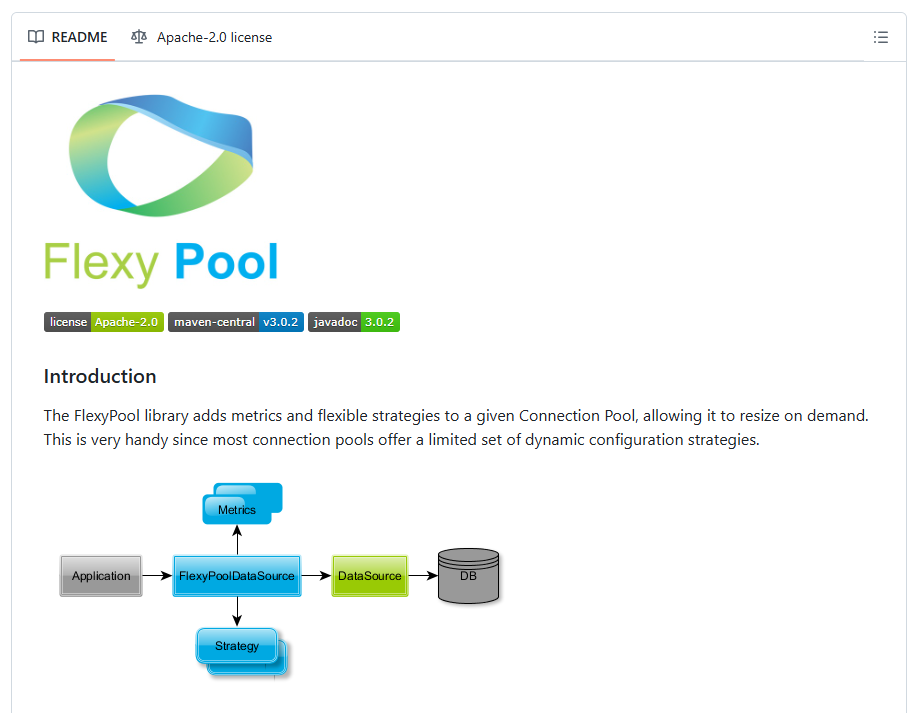 README
Apache-2.0 license
Flexy Pool
license Apache-2.0 maven-central v3.0.2 javadoc 3.0.2
Introduction
The FlexyPool library adds metrics and flexible strategies to a given Connection Pool, allowing it to resize on demand.
This is very handy since most connection pools offer a limited set of dynamic configuration strategies.
Metrics
Application
FlexyPoolDataSource
DataSource
DB
Strategy